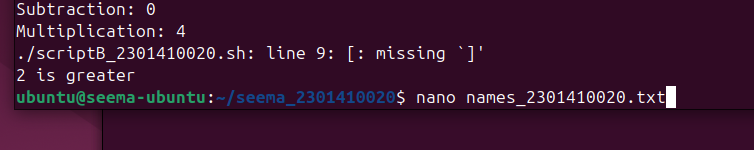 Subtraction: 0
Multiplication: 4
./scriptB_2301410020.sh: line 9: [: missing `]'
2 is greater
ubuntu@seema-ubuntu:~/seema_2301410020$ nano names_2301410020.txt